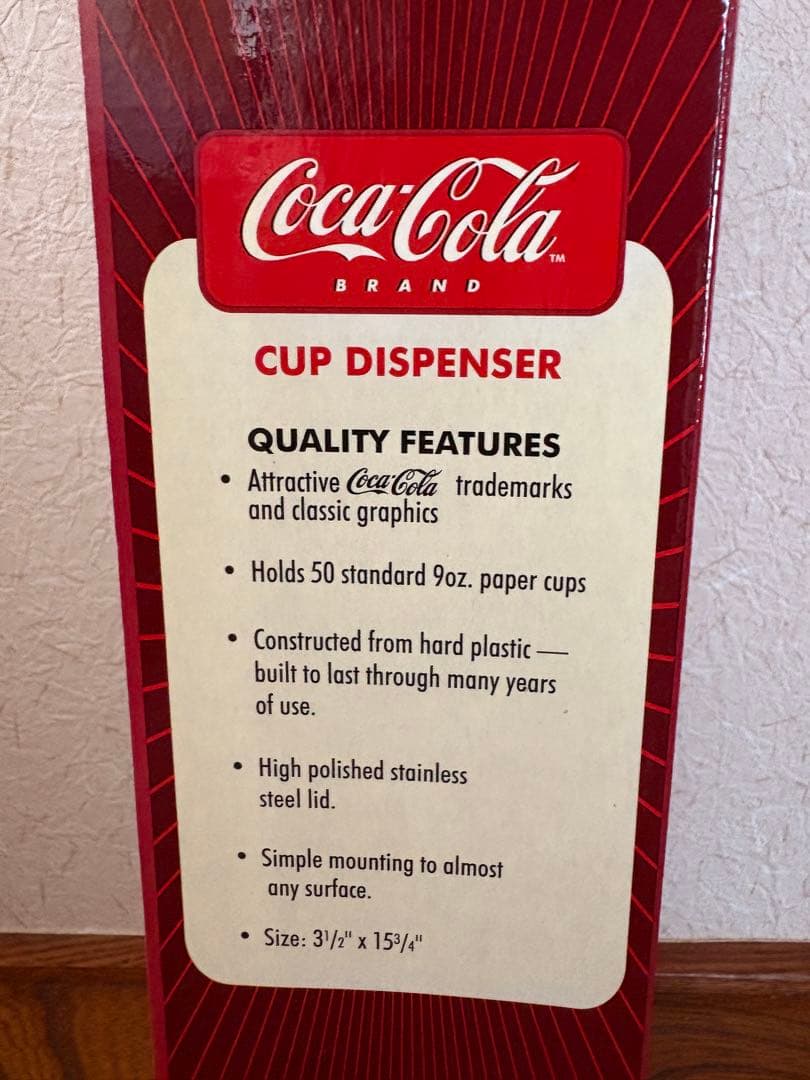 Coca-Cola™
BRAND
CUP DISPENSER
QUALITY FEATURES
• Attractive Coca-Cola trademarks
and classic graphics
• Holds 50 standard 9oz. paper cups
• Constructed from hard plastic —
built to last through many years
of use.
• High polished stainless
steel lid.
• Simple mounting to almost
any surface.
• Size: 3 1/2" x 15 3/4"